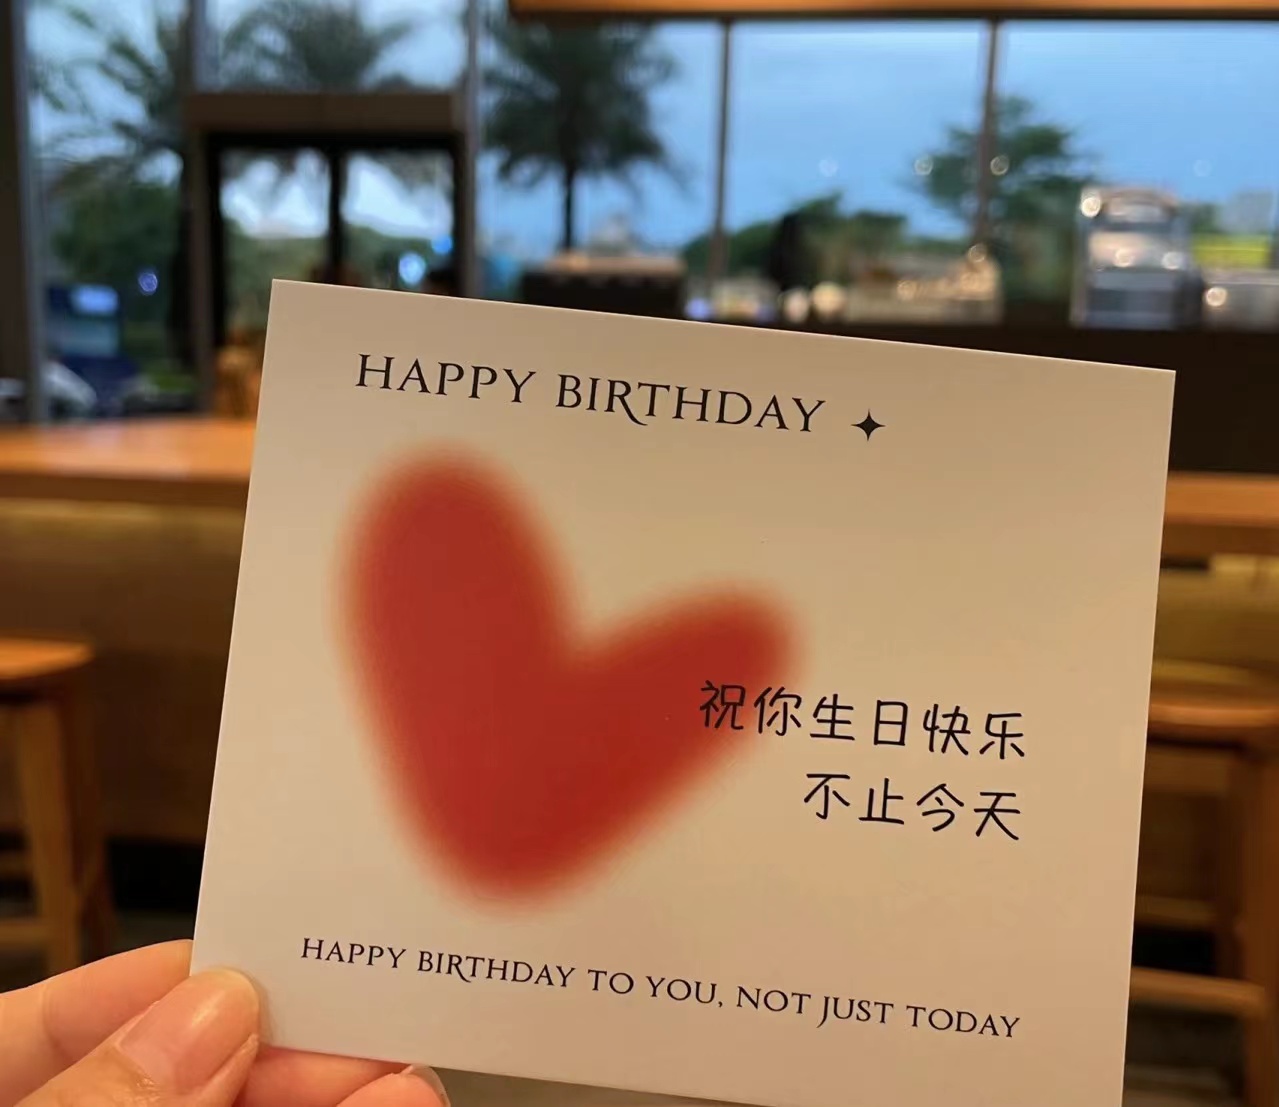 HAPPY BIRTHDAY
祝你生日快乐
不止今天
HAPPY BIRTHDAY TO YOU, NOT JUST TODAY